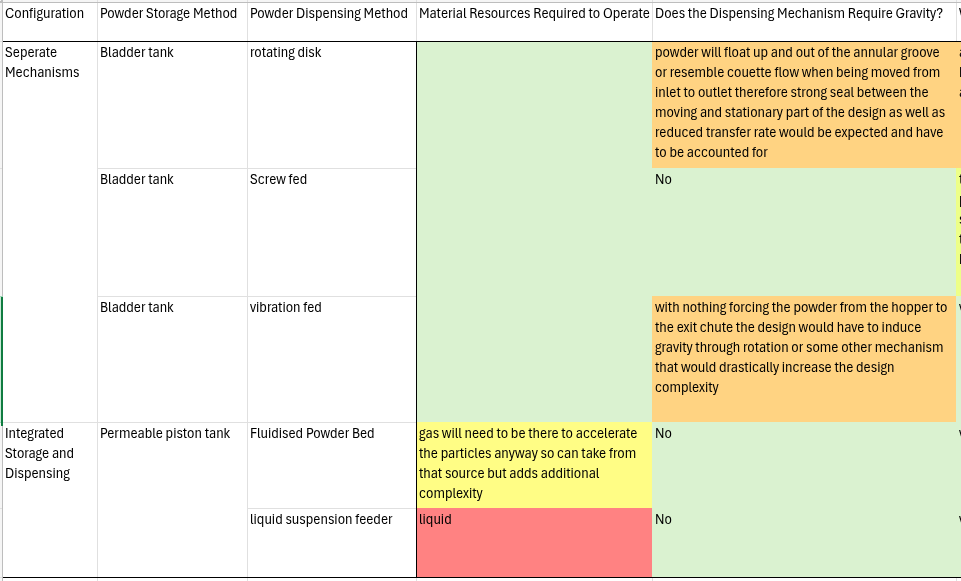 Configuration Powder Storage Method Powder Dispensing Method Material Resources Required to Operate Does the Dispensing Mechanism Require Gravity?
Seperate
Mechanisms
Bladder tank
rotating disk
powder will float up and out of the annular groove
or resemble couette flow when being moved from
inlet to outlet therefore strong seal between the
moving and stationary part of the design as well as
reduced transfer rate would be expected and have
to be accounted for
Bladder tank
Screw fed
No
Bladder tank
vibration fed
with nothing forcing the powder from the hopper to
the exit chute the design would have to induce
gravity through rotation or some other mechanism
that would drastically increase the design
complexity
Integrated
Storage and
Dispensing
Permeable piston tank
Fluidised Powder Bed
gas will need to be there to accelerate
the particles anyway so can take from
that source but adds additional
complexity
No
liquid suspension feeder
liquid
No